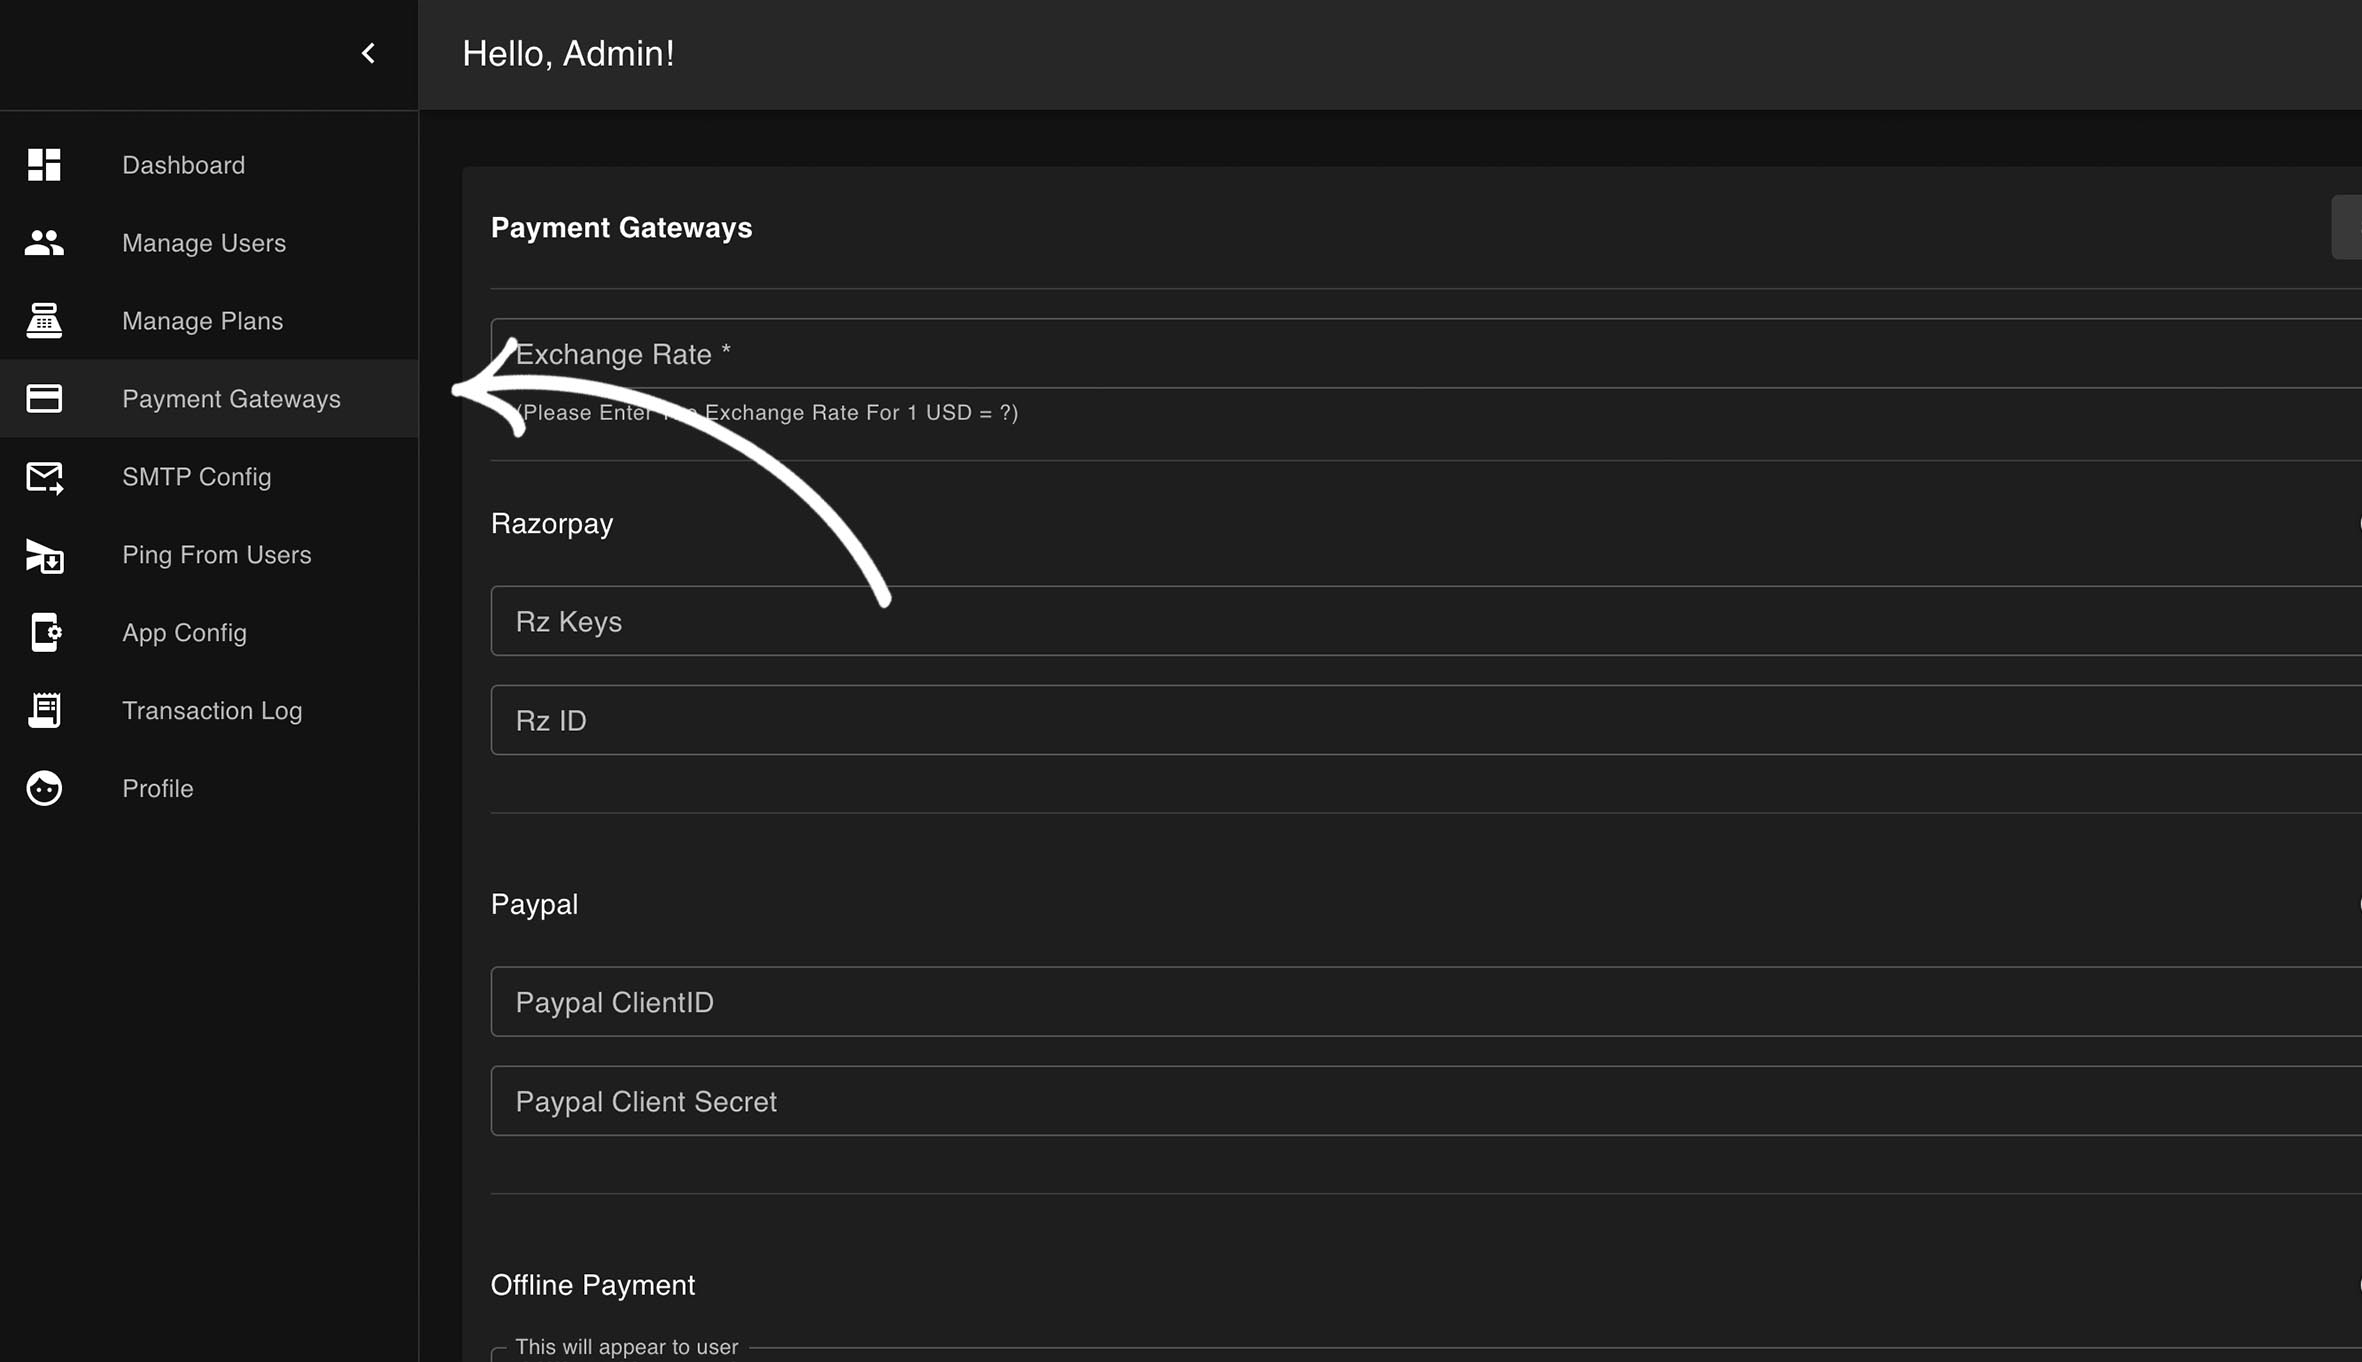 Hello, Admin!
Dashboard
Manage Users
Manage Plans
Payment Gateways
SMTP Config
Ping From Users
App Config
Transaction Log
Profile
Payment Gateways
Exchange Rate *
(Please Enter The Exchange Rate For 1 USD = ?)
Razorpay
Rz Keys
Rz ID
Paypal
Paypal ClientID
Paypal Client Secret
Offline Payment
This will appear to user